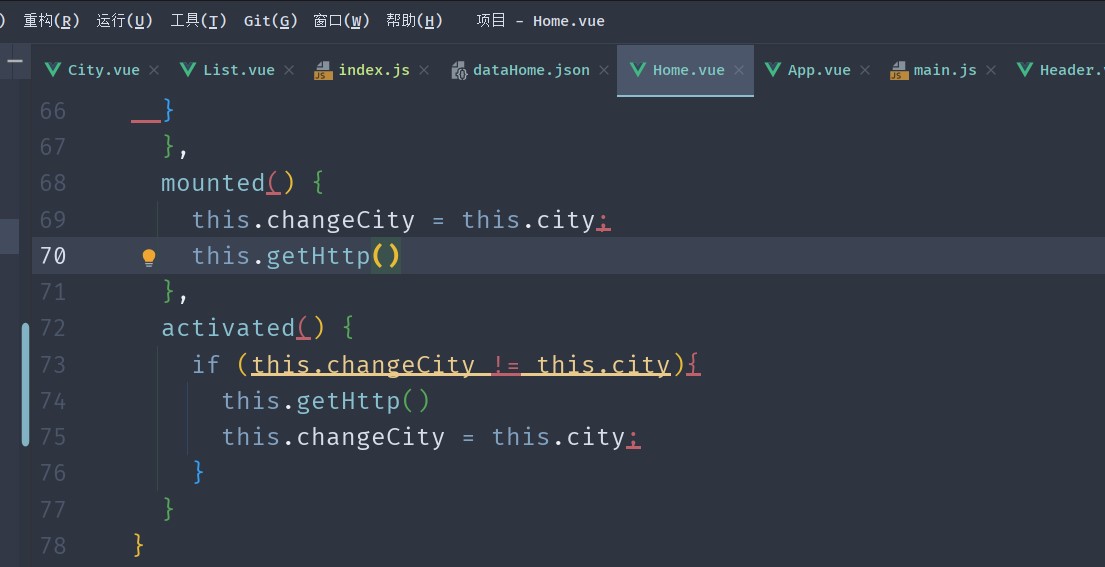 ) 重构(R) 运行(U) 工具(T) Git(G) 窗口(W) 帮助(H) 项目 - Home.vue
City.vue List.vue index.js dataHome.json Home.vue App.vue main.js Header.
66 }
67 },
68 mounted() {
69 this.changeCity = this.city;
70 this.getHttp()
71 },
72 activated() {
73 if (this.changeCity != this.city){
74 this.getHttp()
75 this.changeCity = this.city;
76 }
77 }
78 }